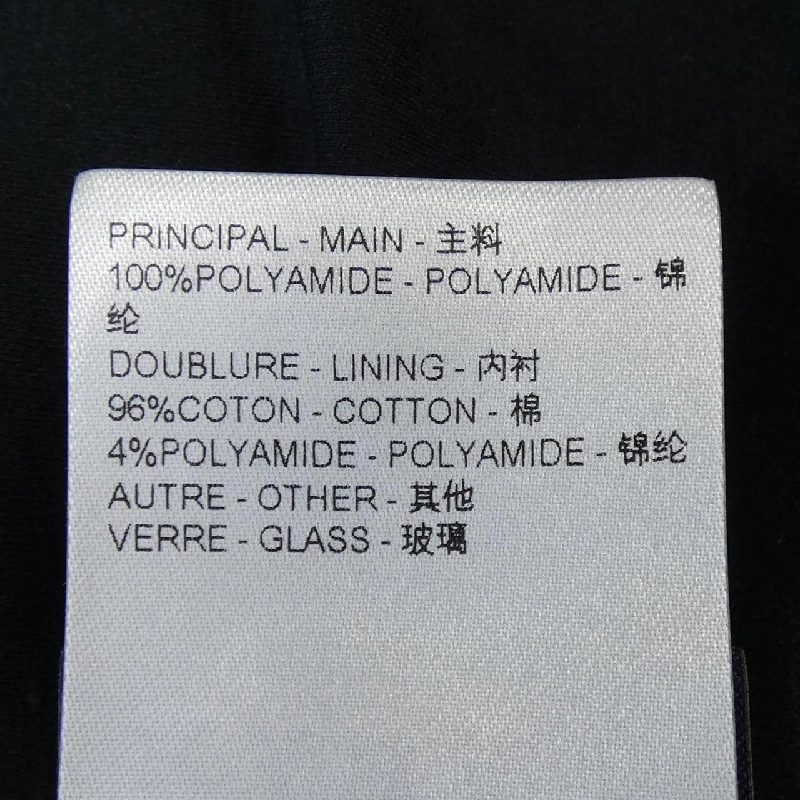 PRINCIPAL - MAIN - 主料
100%POLYAMIDE - POLYAMIDE - 锦
纶
DOUBLURE - LINING - 内衬
96%COTON - COTTON - 棉
4%POLYAMIDE - POLYAMIDE - 锦纶
AUTRE - OTHER - 其他
VERRE - GLASS - 玻璃